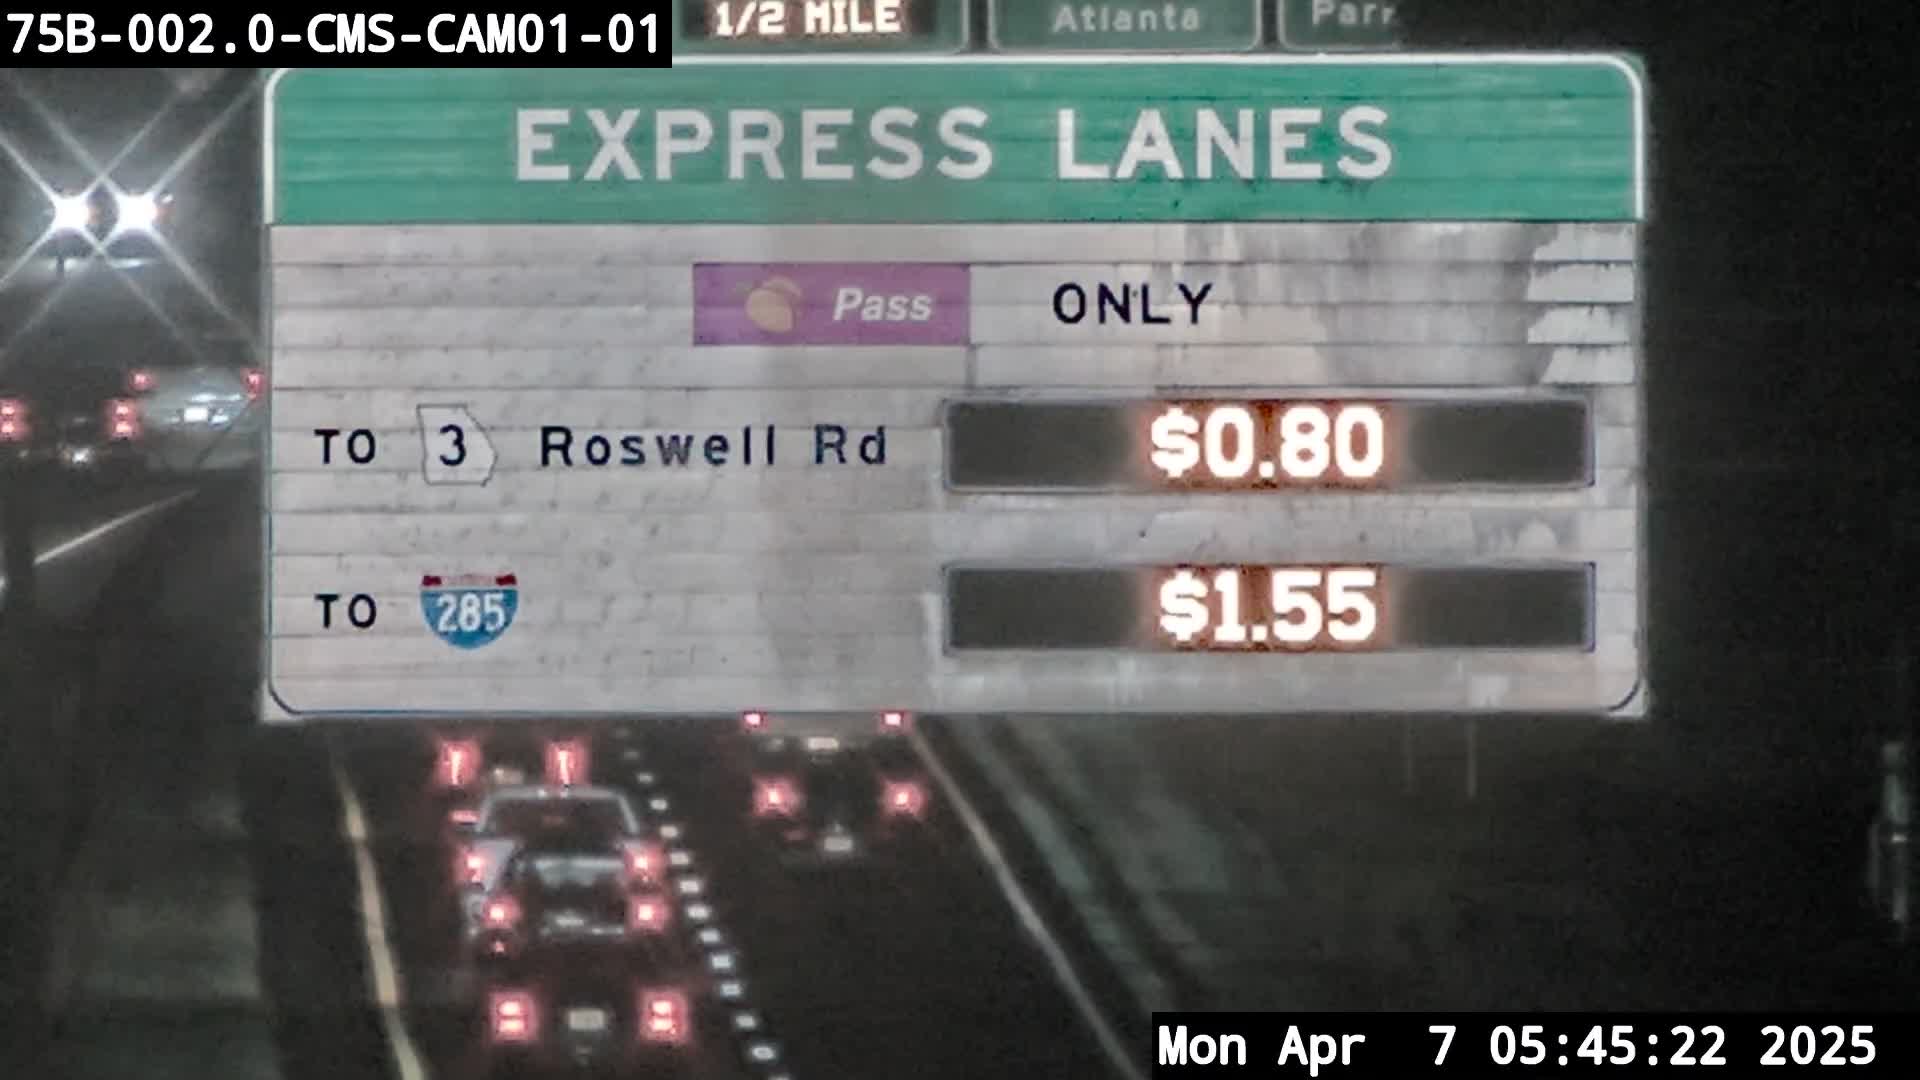 75B-002.0-CMS-CAM01-01
1/2 MILE
Atlanta
EXPRESS LANES
Pass ONLY
TO 3 Roswell Rd $0.80
TO 285 $1.55
Mon Apr 7 05:45:22 2025